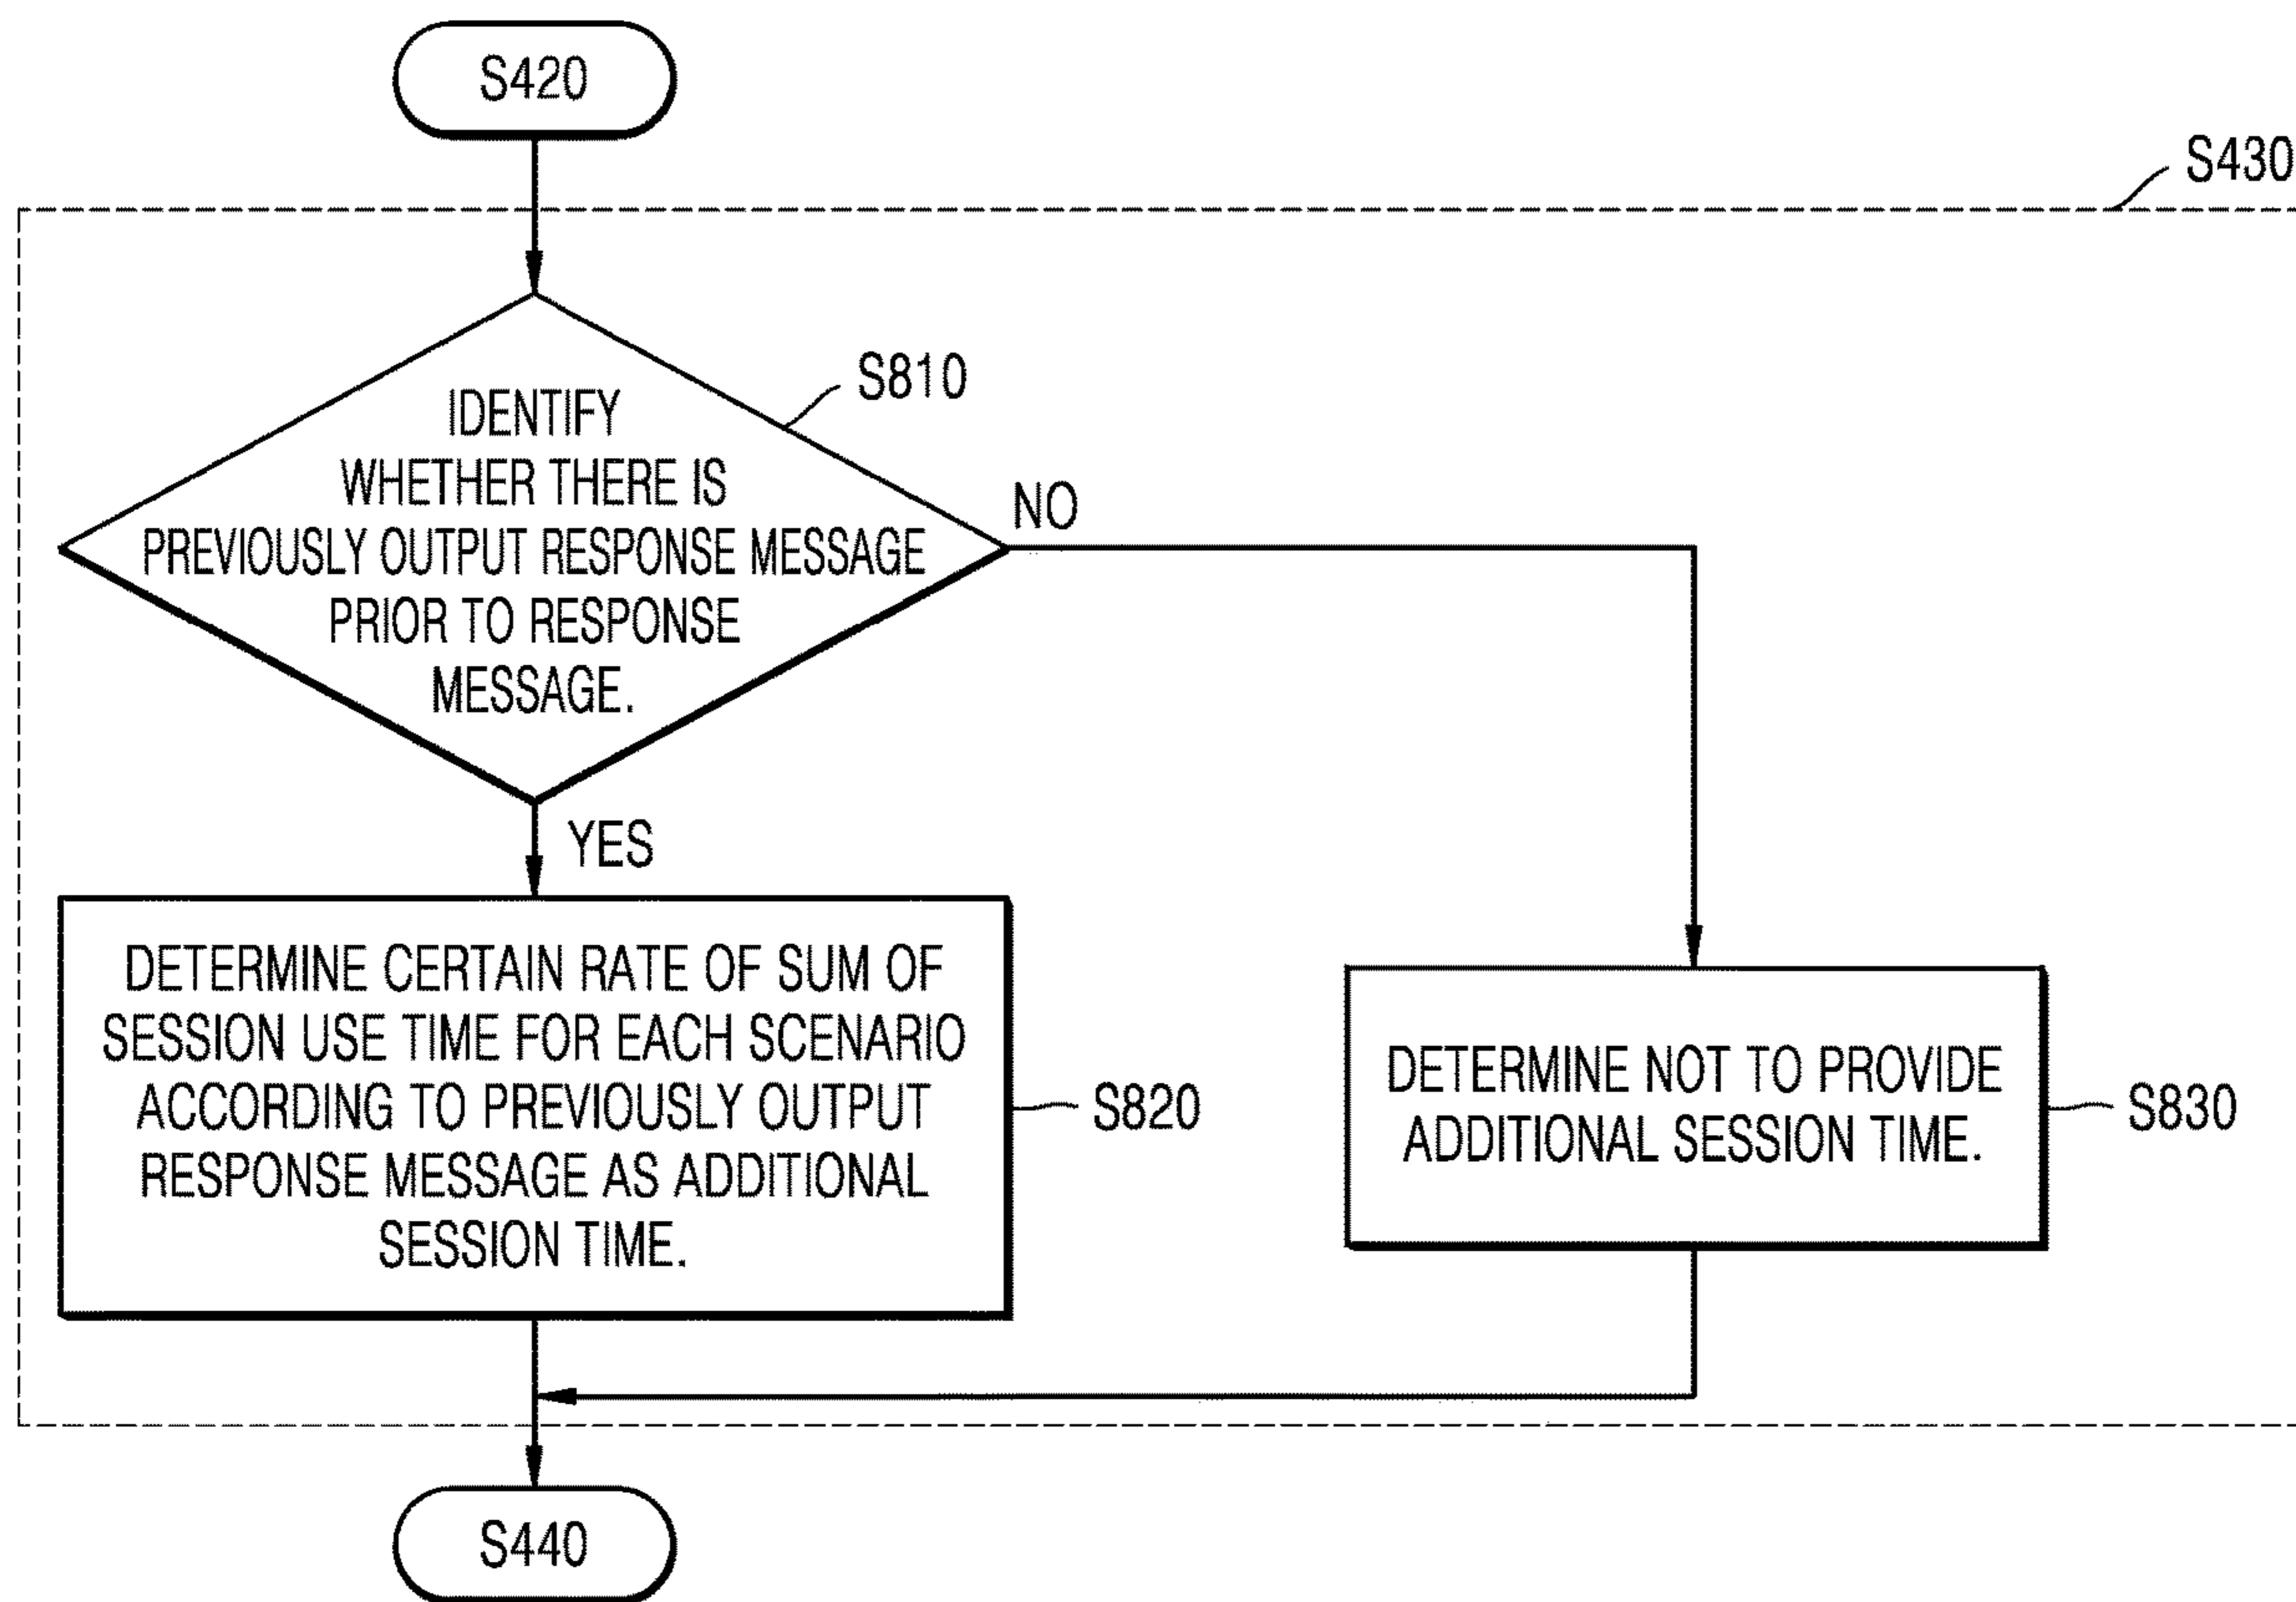 S420
S430
S810
IDENTIFY
WHETHER THERE IS
PREVIOUSLY OUTPUT RESPONSE MESSAGE
PRIOR TO RESPONSE
MESSAGE.
NO
YES
DETERMINE CERTAIN RATE OF SUM OF
SESSION USE TIME FOR EACH SCENARIO
ACCORDING TO PREVIOUSLY OUTPUT
RESPONSE MESSAGE AS ADDITIONAL
SESSION TIME.
S820
DETERMINE NOT TO PROVIDE
ADDITIONAL SESSION TIME.
S830
S440